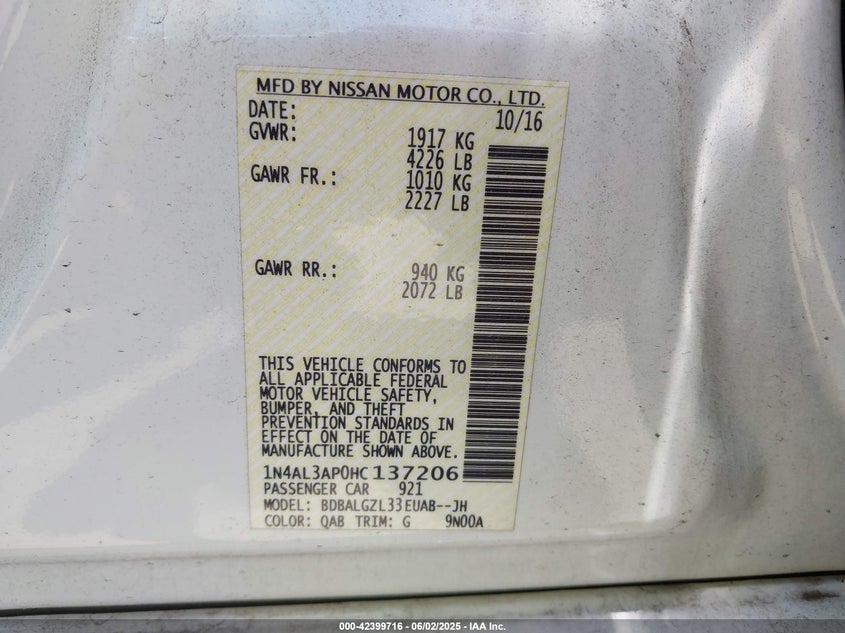 MFD BY NISSAN MOTOR CO., LTD.
DATE: 10/16
GVWR: 1917 KG
4226 LB
GAWR FR.: 1010 KG
2227 LB
GAWR RR.: 940 KG
2072 LB
THIS VEHICLE CONFORMS TO
ALL APPLICABLE FEDERAL
MOTOR VEHICLE SAFETY,
BUMPER, AND THEFT
PREVENTION STANDARDS IN
EFFECT ON THE DATE OF
MANUFACTURE SHOWN ABOVE.
1N4AL3AP0HC137206
PASSENGER CAR 921
MODEL: BDBALGZL33EUAB--JH
COLOR: QAB TRIM: G 9N00A
000-42399716 - 06/02/2025 - IAA Inc.